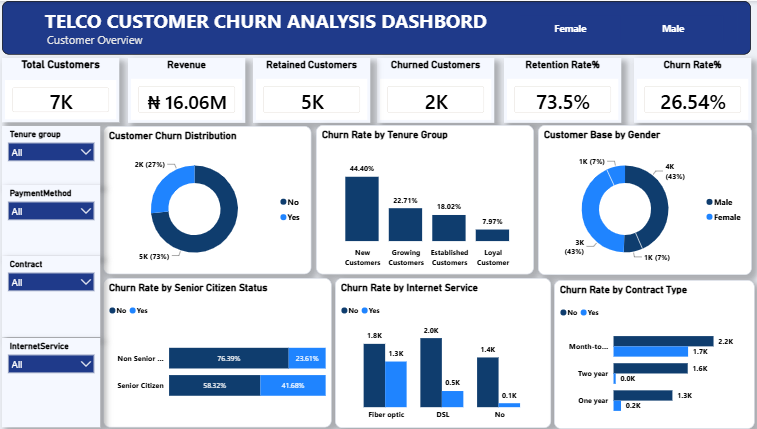 TELCO CUSTOMER CHURN ANALYSIS DASHBORD
Customer Overview
Female
Male
Total Customers
7K
Revenue
₦ 16.06M
Retained Customers
5K
Churned Customers
2K
Retention Rate%
73.5%
Churn Rate%
26.54%
Tenure group
All
PaymentMethod
All
Contract
All
InternetService
All
Customer Churn Distribution
2K (27%)
5K (73%)
No
Yes
Churn Rate by Tenure Group
44.40%
22.71%
18.02%
7.97%
New
Customers
Growing
Customers
Established
Customers
Loyal
Customer
Customer Base by Gender
1K (7%)
4K
(43%)
3K
(43%)
1K (7%)
Male
Female
Churn Rate by Senior Citizen Status
No Yes
Non Senior ...
76.39%
23.61%
Senior Citizen
58.32%
41.68%
Churn Rate by Internet Service
No Yes
1.8K
1.3K
2.0K
0.5K
1.4K
0.1K
Fiber optic
DSL
No
Churn Rate by Contract Type
No Yes
Month-to...
2.2K
1.7K
Two year
1.6K
0.0K
One year
1.3K
0.2K